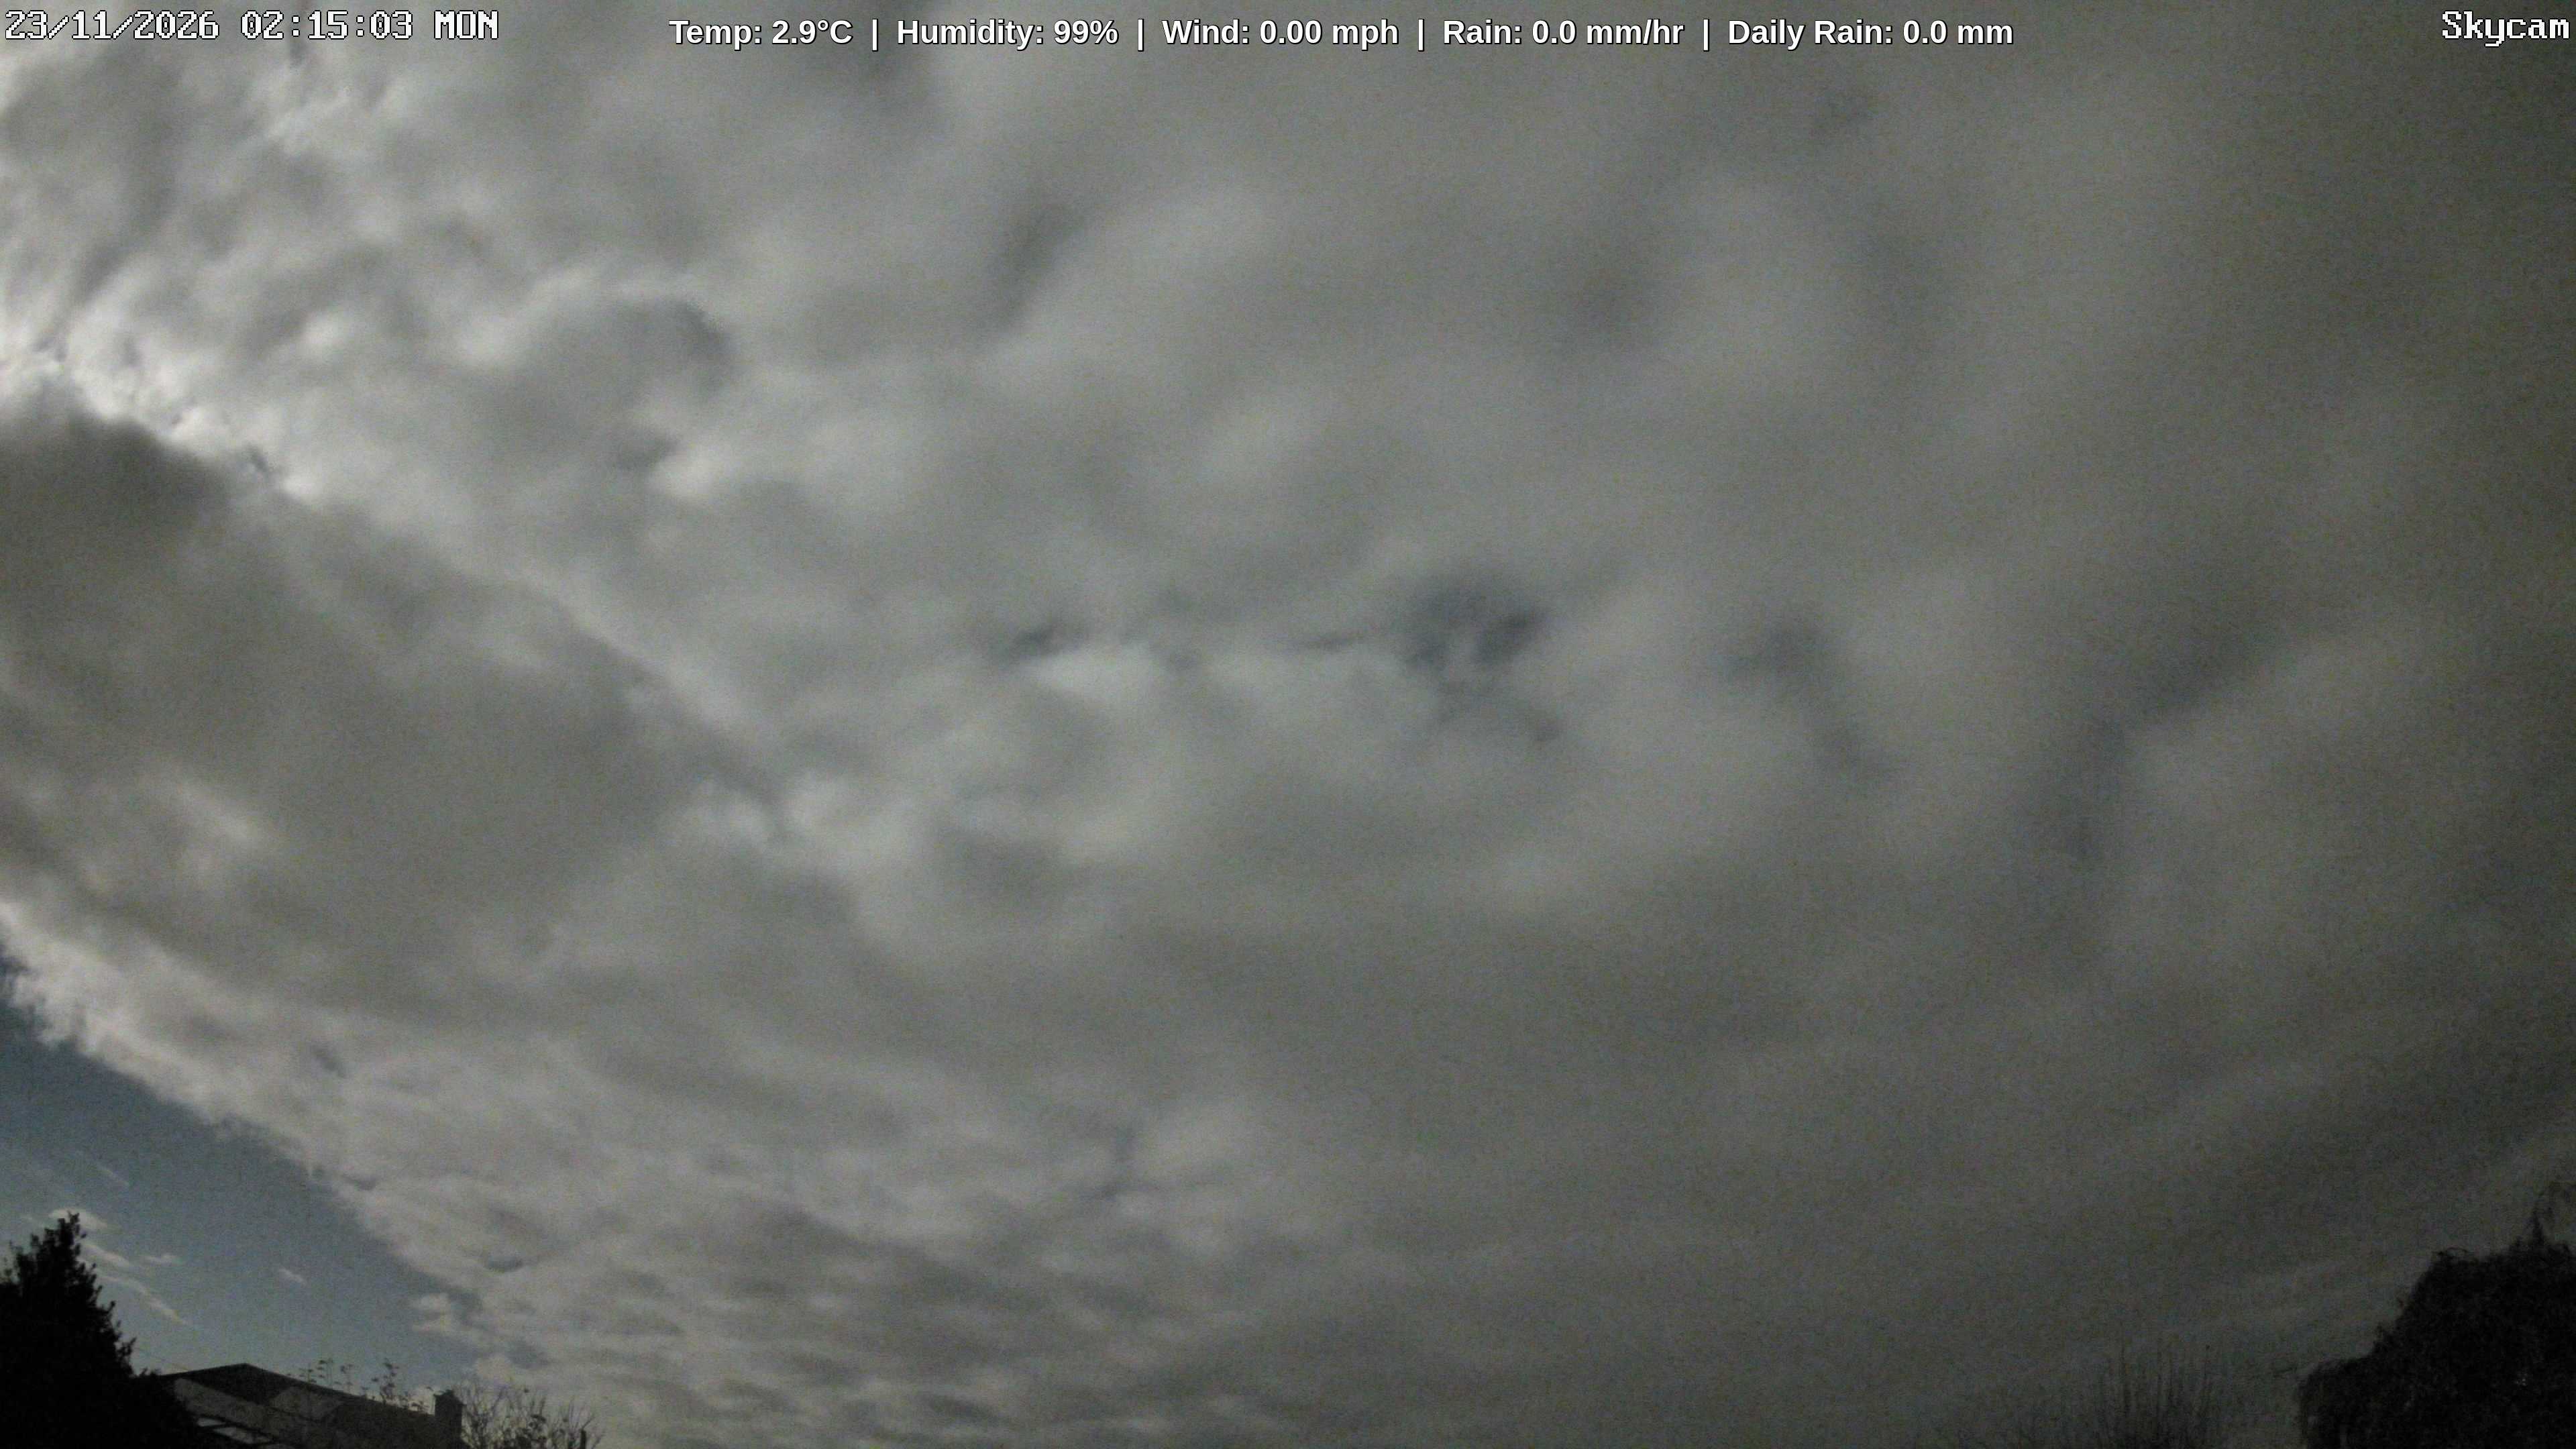 23/11/2026 02:15:03 MON
Temp: 2.9°C | Humidity: 99% | Wind: 0.00 mph | Rain: 0.0 mm/hr | Daily Rain: 0.0 mm
Skycam